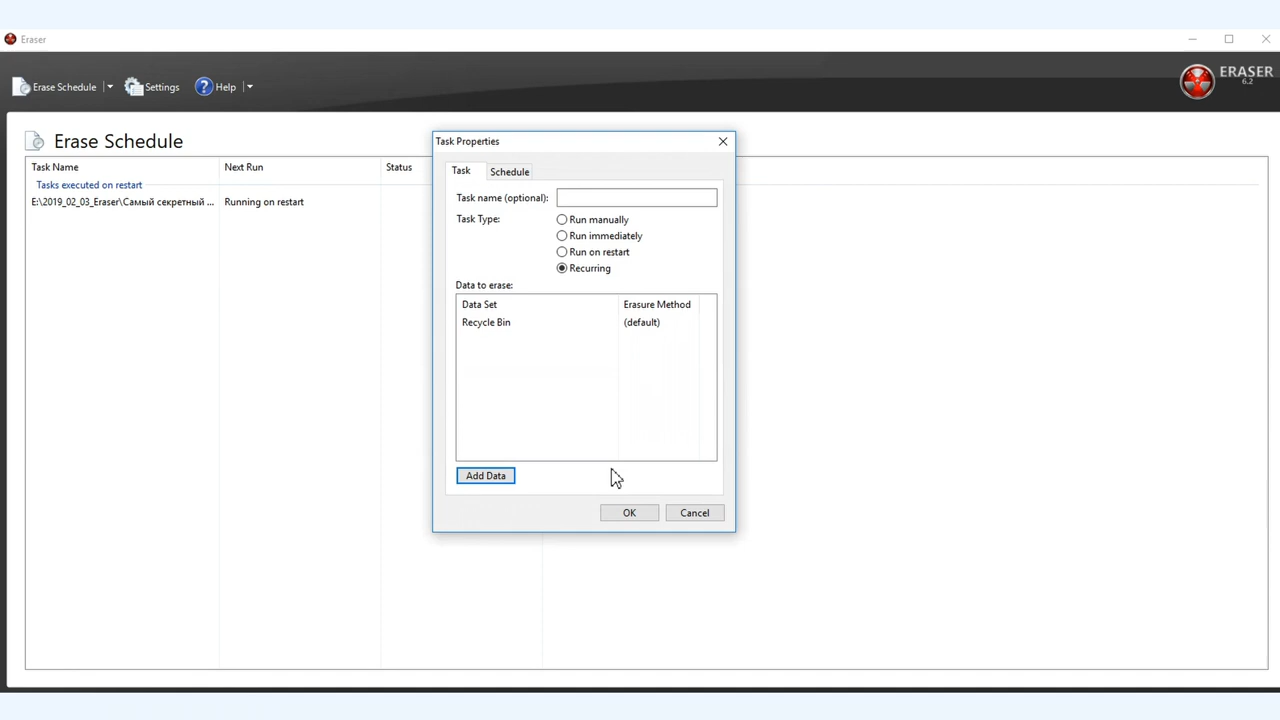 Eraser
Erase Schedule Settings Help
ERASER
6.2
Erase Schedule
Task Name Next Run Status
Tasks executed on restart
E:\2019_02_03_Eraser\Самый секретный ... Running on restart
Task Properties
Task Schedule
Task name (optional):
Task Type: Run manually
Run immediately
Run on restart
Recurring
Data to erase:
Data Set Erasure Method
Recycle Bin (default)
Add Data
OK Cancel